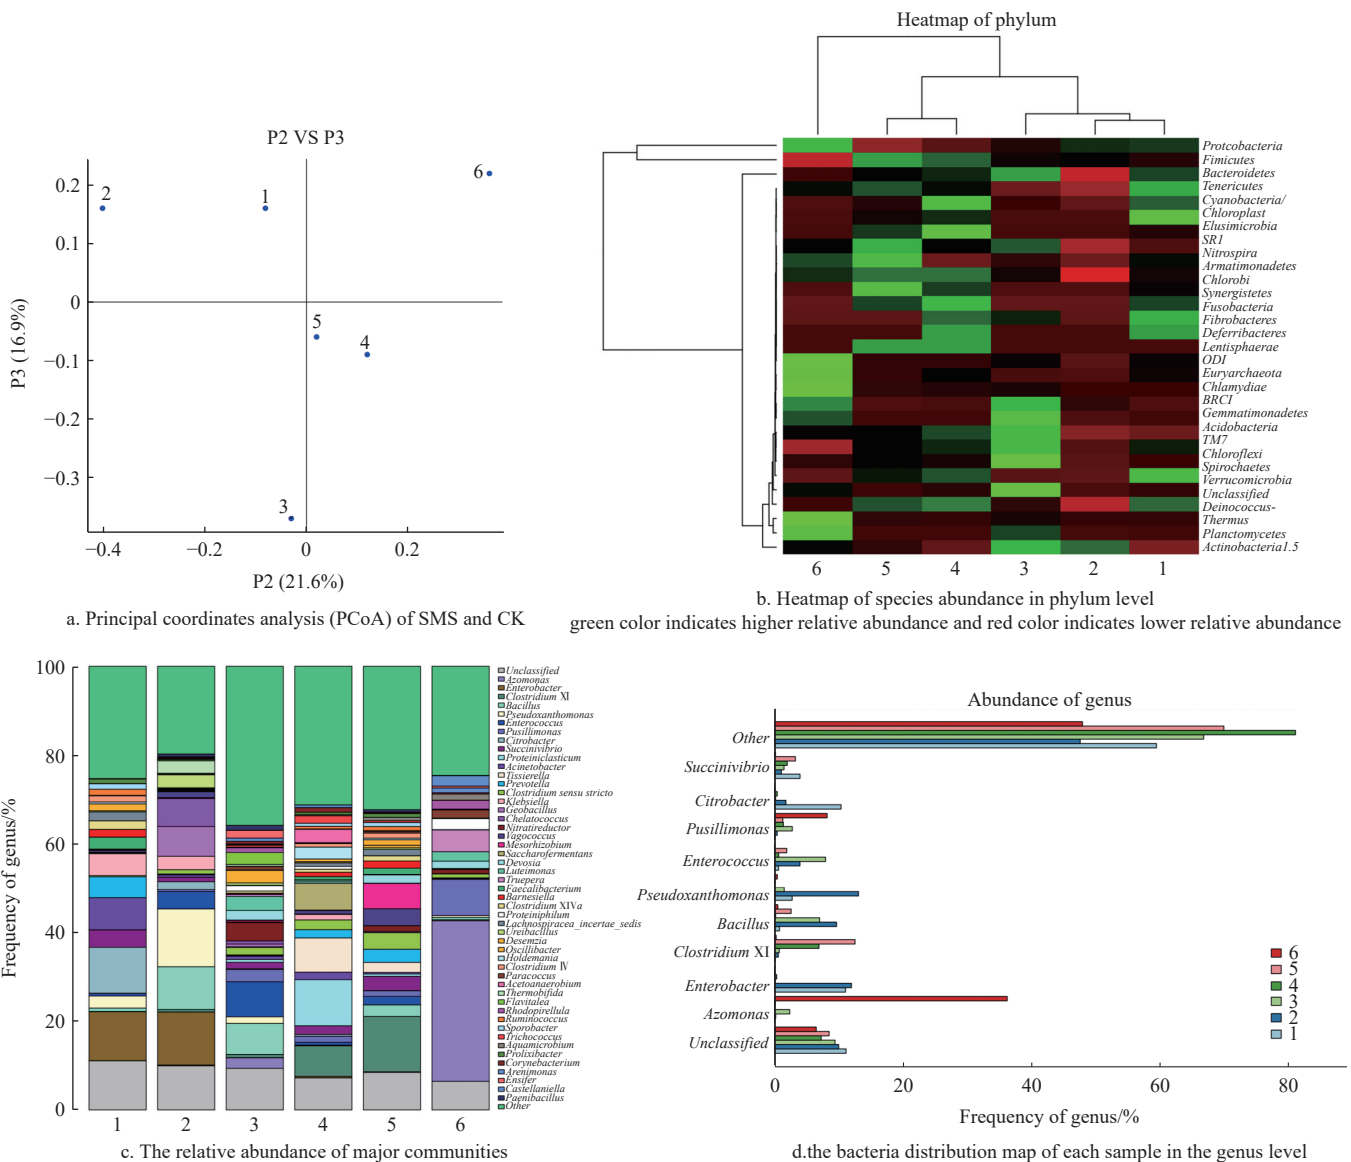 P2 VS P3
0.2
0.1
0
−0.1
−0.2
−0.3
−0.4
−0.2
0
0.2
1
2
3
4
5
6
P3 (16.9%)
P2 (21.6%)
a. Principal coordinates analysis (PCoA) of SMS and CK
Heatmap of phylum
Protcobacteria
Fimicutes
Bacteroidetes
Tenericutes
Cyanobacteria/
Chloroplast
Elusimicrobia
SR1
Nitrospira
Armatimonadetes
Chlorobi
Synergistetes
Fusobacteria
Fibrobacteres
Deferribacteres
Lentisphaerae
ODI
Euryarchaeota
Chlamydiae
BRCI
Gemmatimonadetes
Acidobacteria
TM7
Chloroflexi
Spirochaetes
Verrucomicrobia
Unclassified
Deinococcus-
Thermus
Planctomycetes
Actinobacteria1.5
6 5 4 3 2 1
b. Heatmap of species abundance in phylum level
green color indicates higher relative abundance and red color indicates lower relative abundance
100
80
60
40
20
0
Frequency of genus/%
1 2 3 4 5 6
Unclassified
Azomonas
Enterobacter
Clostridium XI
Bacillus
Pseudoxanthomonas
Enterococcus
Pusillimonas
Citrobacter
Succinivibrio
Proteiniclasticum
Acinetobacter
Tissierella
Prevotella
Clostridium sensu stricto
Klebsiella
Geobacillus
Chelatococcus
Nitratireductor
Vagococcus
Mesorhizobium
Saccharofermentans
Devosia
Luteimonas
Truepera
Faecalibacterium
Barnesiella
Clostridium XIVa
Proteiniphilum
Lachnospiracea_incertae_sedis
Ureibacillus
Desemzia
Oscillibacter
Holdemania
Clostridium IV
Paracoccus
Acetoanaerobium
Thermobifida
Flavitalea
Rhodopirellula
Ruminococcus
Sporobacter
Trichococcus
Aquamicrobium
Prolixibacter
Corynebacterium
Arenimonas
Ensifer
Castellaniella
Paenibacillus
Other
c. The relative abundance of major communities
Abundance of genus
Other
Succinivibrio
Citrobacter
Pusillimonas
Enterococcus
Pseudoxanthomonas
Bacillus
Clostridium XI
Enterobacter
Azomonas
Unclassified
6
5
4
3
2
1
0 20 40 60 80
Frequency of genus/%
d.the bacteria distribution map of each sample in the genus level